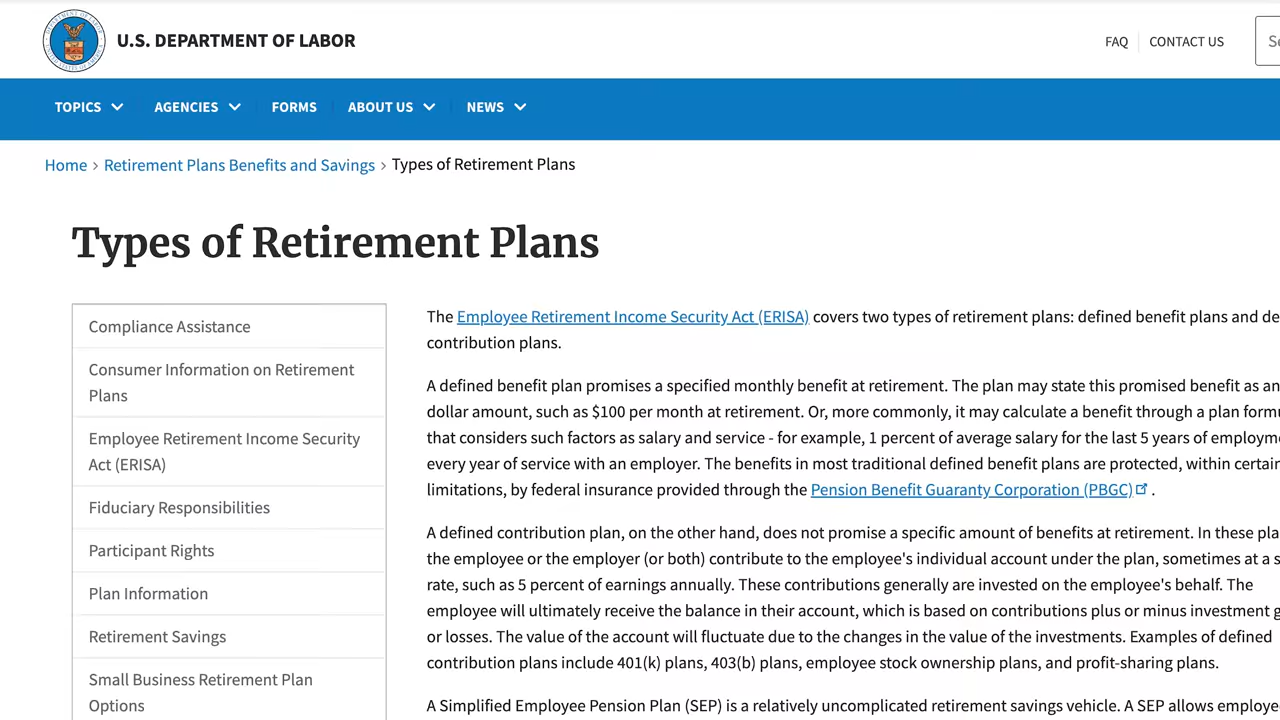 U.S. DEPARTMENT OF LABOR
FAQ
CONTACT US
TOPICS
AGENCIES
FORMS
ABOUT US
NEWS
Home > Retirement Plans Benefits and Savings > Types of Retirement Plans
Types of Retirement Plans
Compliance Assistance
Consumer Information on Retirement
Plans
Employee Retirement Income Security
Act (ERISA)
Fiduciary Responsibilities
Participant Rights
Plan Information
Retirement Savings
Small Business Retirement Plan
Options
The Employee Retirement Income Security Act (ERISA) covers two types of retirement plans: defined benefit plans and
contribution plans.
A defined benefit plan promises a specified monthly benefit at retirement. The plan may state this promised benefit as an
dollar amount, such as $100 per month at retirement. Or, more commonly, it may calculate a benefit through a plan
that considers such factors as salary and service - for example, 1 percent of average salary for the last 5 years of
every year of service with an employer. The benefits in most traditional defined benefit plans are protected, within
limitations, by federal insurance provided through the Pension Benefit Guaranty Corporation (PBGC) .
A defined contribution plan, on the other hand, does not promise a specific amount of benefits at retirement. In these
the employee or the employer (or both) contribute to the employee's individual account under the plan, sometimes at a
rate, such as 5 percent of earnings annually. These contributions generally are invested on the employee's behalf. The
employee will ultimately receive the balance in their account, which is based on contributions plus or minus investment
or losses. The value of the account will fluctuate due to the changes in the value of the investments. Examples of defined
contribution plans include 401(k) plans, 403(b) plans, employee stock ownership plans, and profit-sharing plans.
A Simplified Employee Pension Plan (SEP) is a relatively uncomplicated retirement savings vehicle. A SEP allows